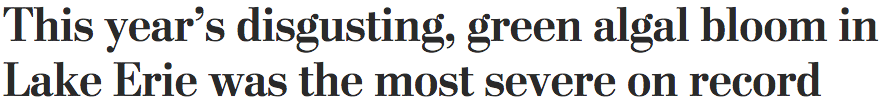 This year’s disgusting, green algal bloom in
Lake Erie was the most severe on record